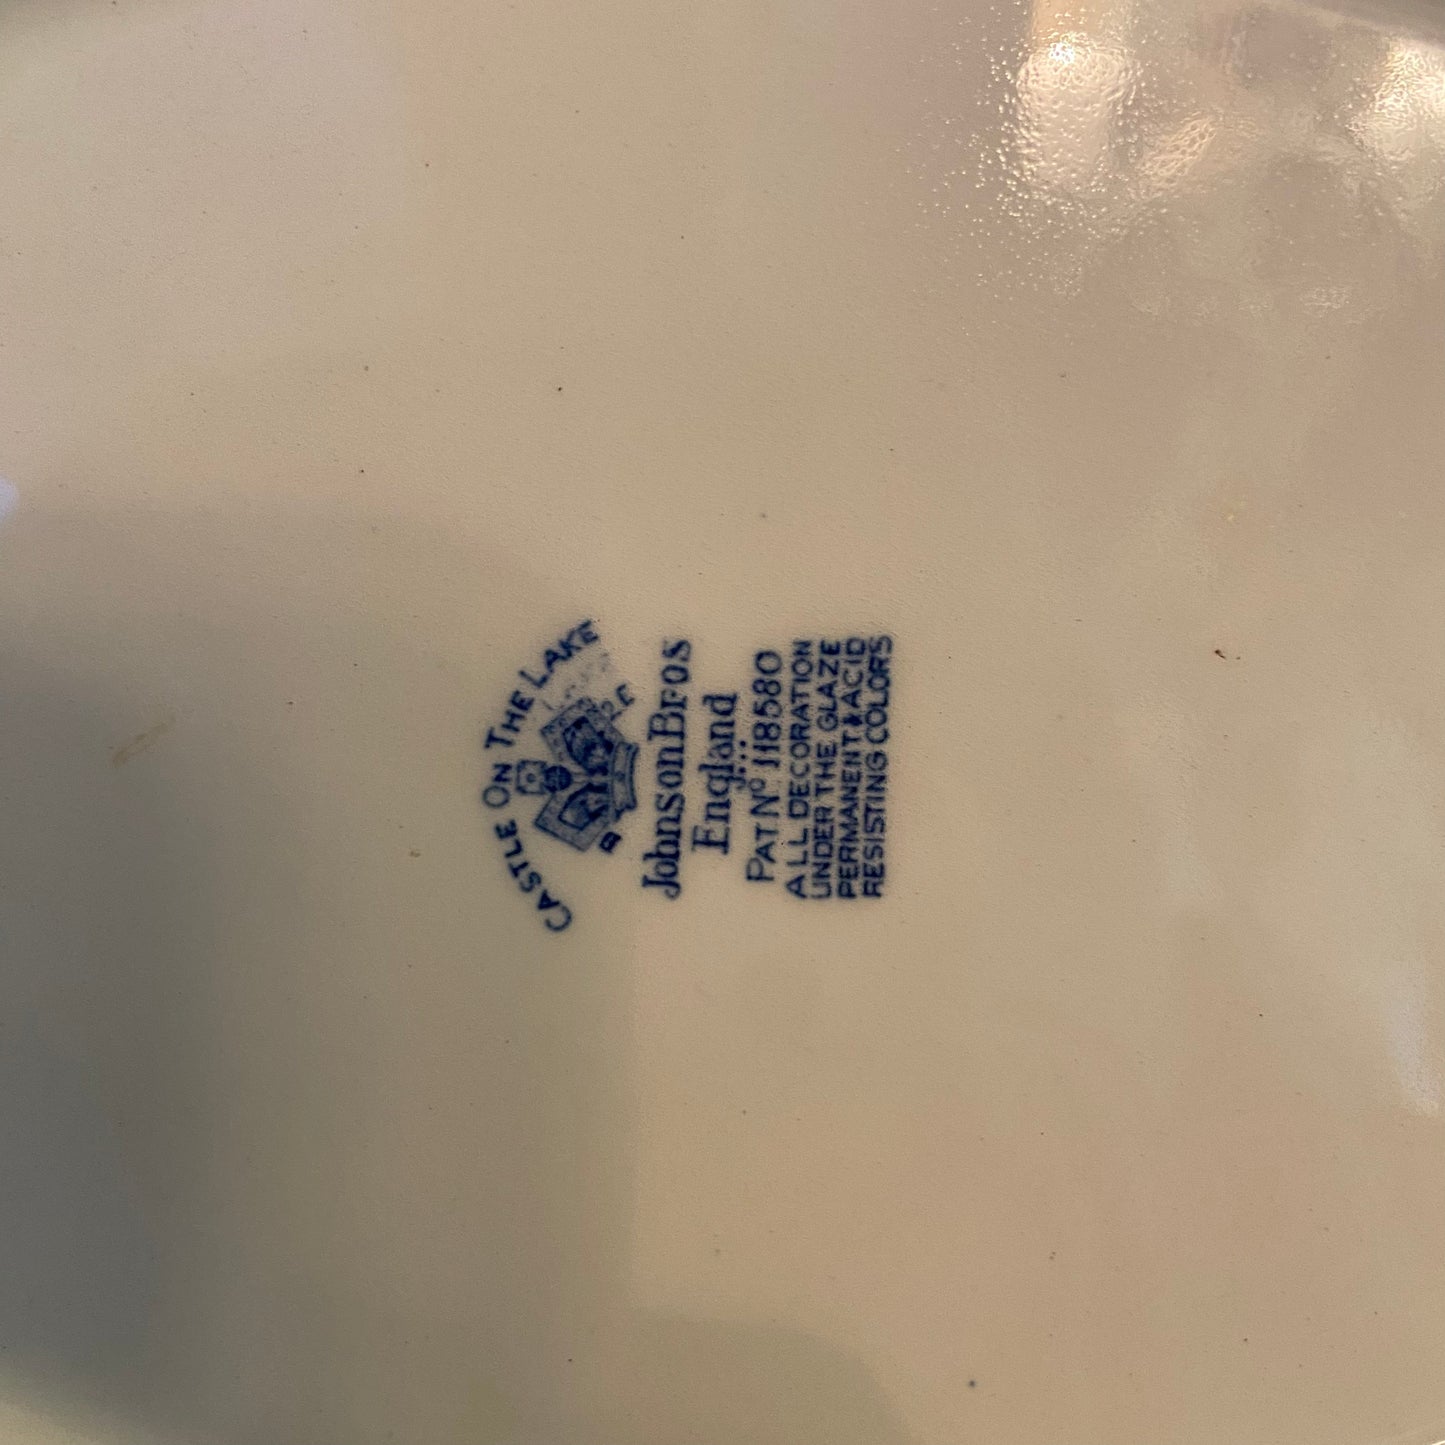 CASTLE ON THE LAKE
Johnson Bros
England
PAT Nº 118580
ALL DECORATION
UNDER THE GLAZE
PERMANENT & ACID
RESISTING COLORS